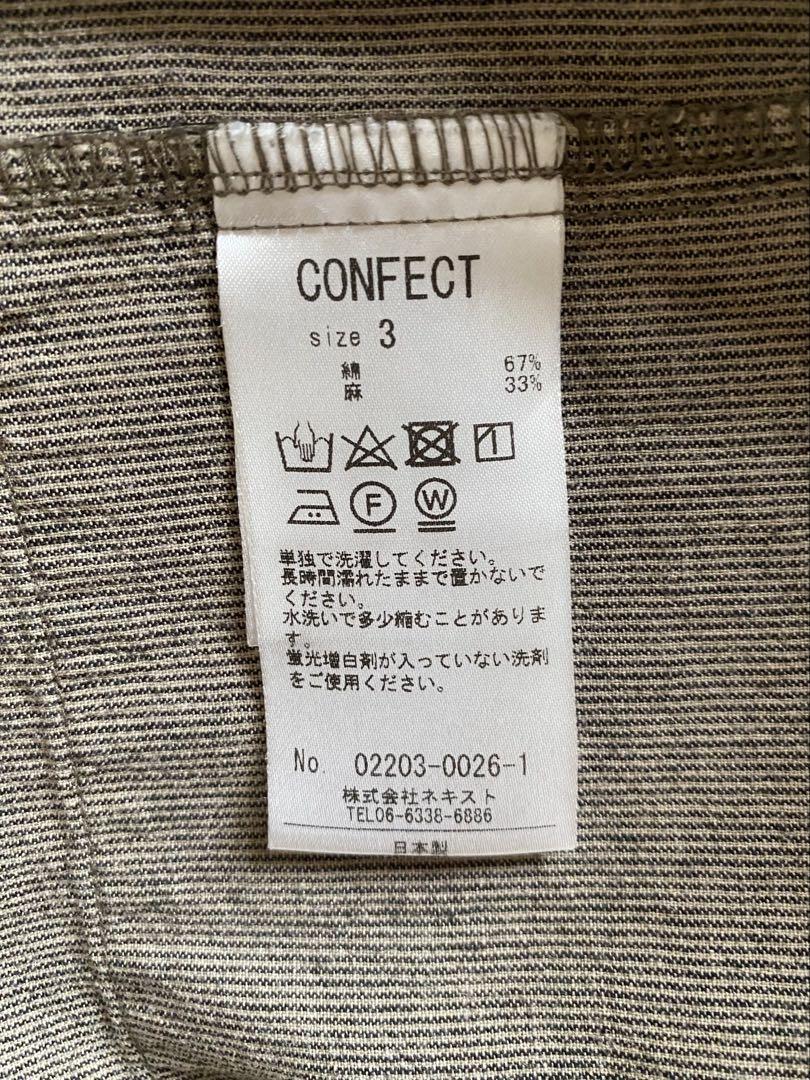 CONFECT
size 3
綿 67%
麻 33%
F W
単独で洗濯してください。
長時間濡れたままで置かないで
ください。
水洗いで多少縮むことがありま
す。
蛍光増白剤が入っていない洗剤
をご使用ください。
No. 02203-0026-1
株式会社ネキスト
TEL06-6338-6886
日本製